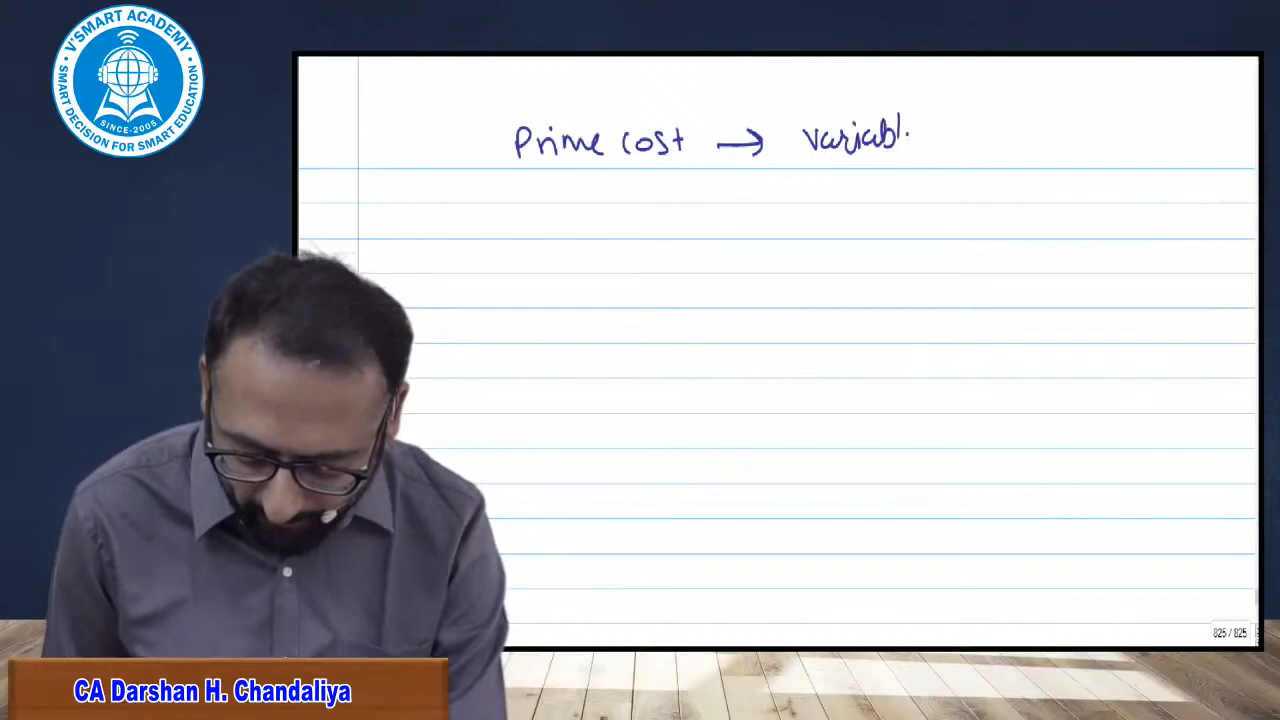 V'SMART ACADEMY
SINCE-2005
SMART DECISION FOR SMART EDUCATION
Prime cost → Variabl.
825 / 825
CA Darshan H. Chandaliya